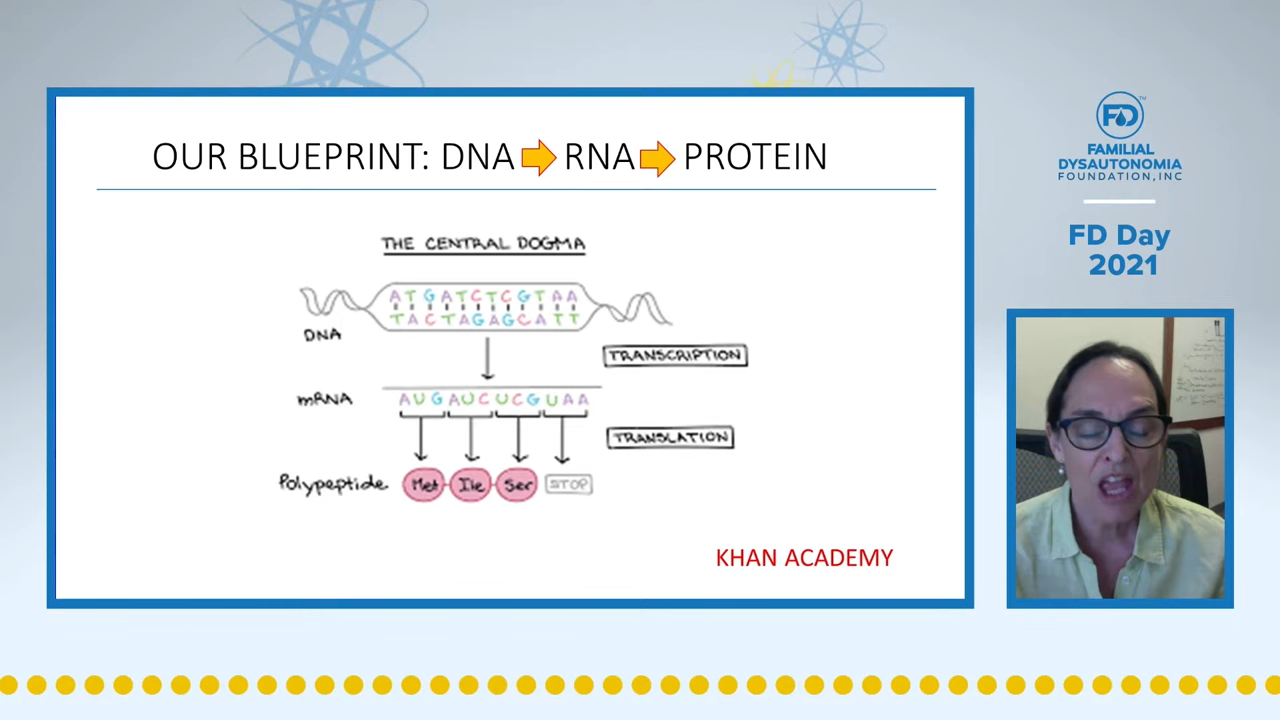 OUR BLUEPRINT: DNA RNA PROTEIN
THE CENTRAL DOGMA
ATGATCTCGTAA
TACTAGAGCATT
DNA
TRANSCRIPTION
mRNA
AUGAUCUCGUAA
TRANSLATION
Polypeptide
Met Ile Ser STOP
KHAN ACADEMY
FD™
FAMILIAL
DYSAUTONOMIA
FOUNDATION, INC
FD Day
2021